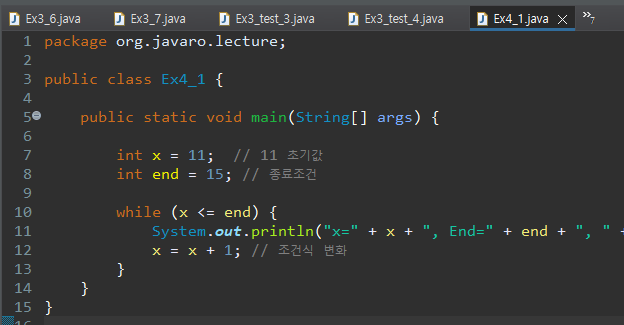 Ex3_6.java Ex3_7.java Ex3_test_3.java Ex3_test_4.java Ex4_1.java »7
1 package org.javaro.lecture;
2
3 public class Ex4_1 {
4
5 public static void main(String[] args) {
6
7 int x = 11; // 11 초기값
8 int end = 15; // 종료조건
9
10 while (x <= end) {
11 System.out.println("x=" + x + ", End=" + end + ", " +
12 x = x + 1; // 조건식 변화
13 }
14 }
15 }
16